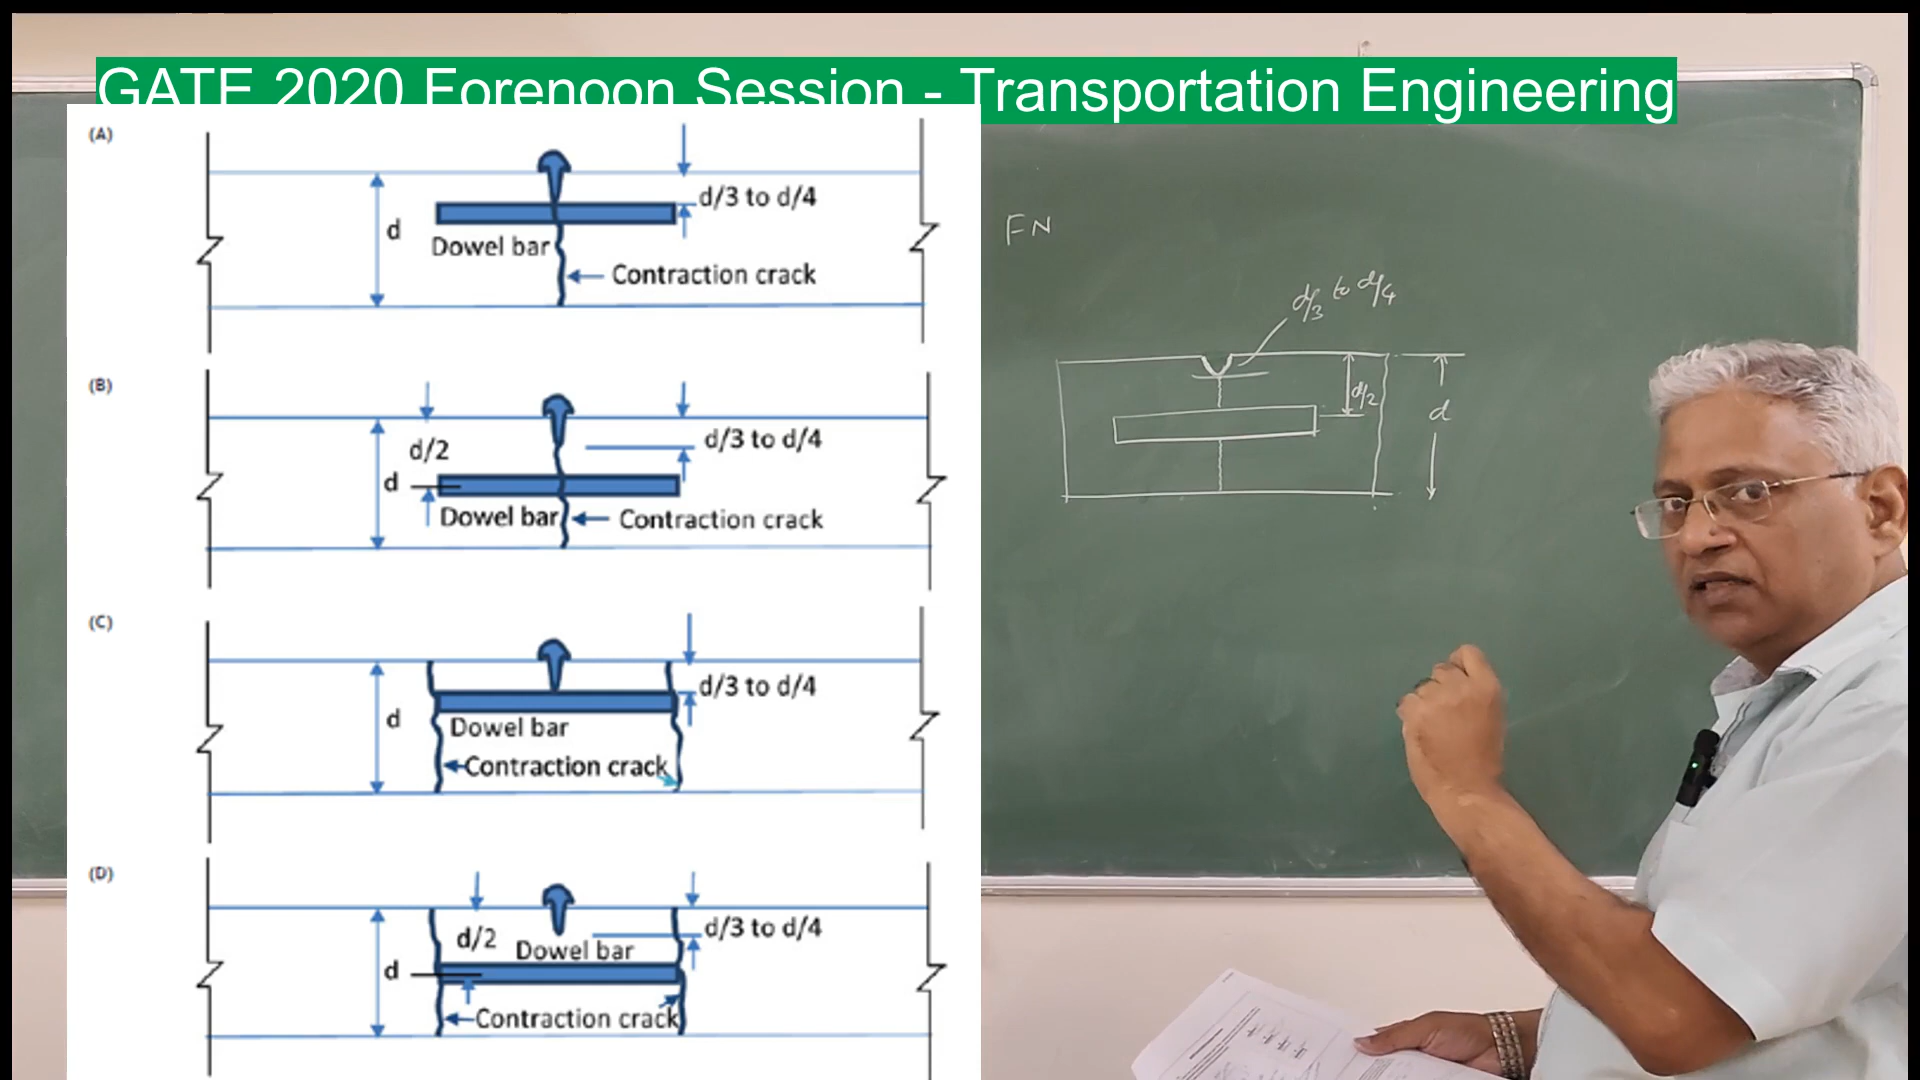 GATE 2020 Forenoon Session - Transportation Engineering
(A)
d/3 to d/4
d
Dowel bar
Contraction crack
(B)
d/2
d/3 to d/4
d
Dowel bar
Contraction crack
(C)
d/3 to d/4
d
Dowel bar
Contraction crack
(D)
d/2
d/3 to d/4
Dowel bar
d
Contraction crack
FN
d/3 to d/4
d/2
d